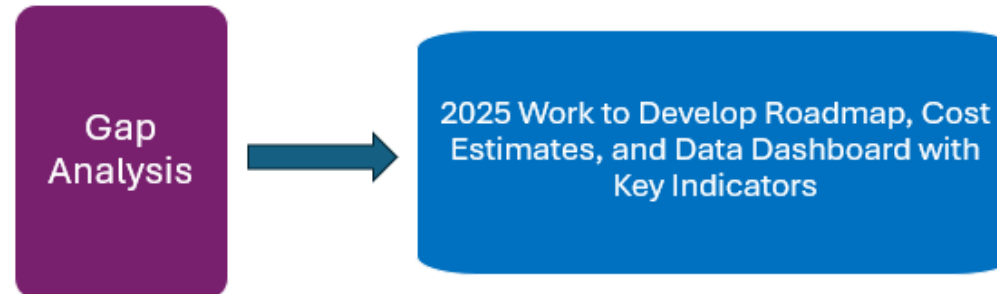 Gap
Analysis
2025 Work to Develop Roadmap, Cost
Estimates, and Data Dashboard with
Key Indicators